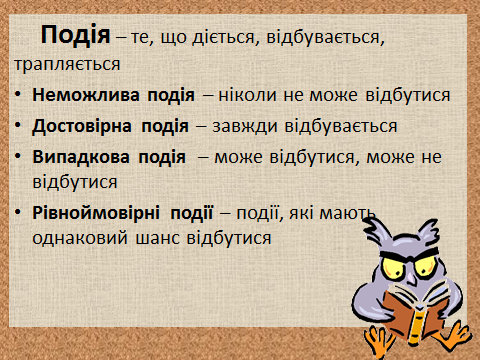 Подія – те, що діється, відбувається,
трапляється
• Неможлива подія – ніколи не може відбутися
• Достовірна подія – завжди відбувається
• Випадкова подія – може відбутися, може не
відбутися
• Рівноймовірні події – події, які мають
однаковий шанс відбутися